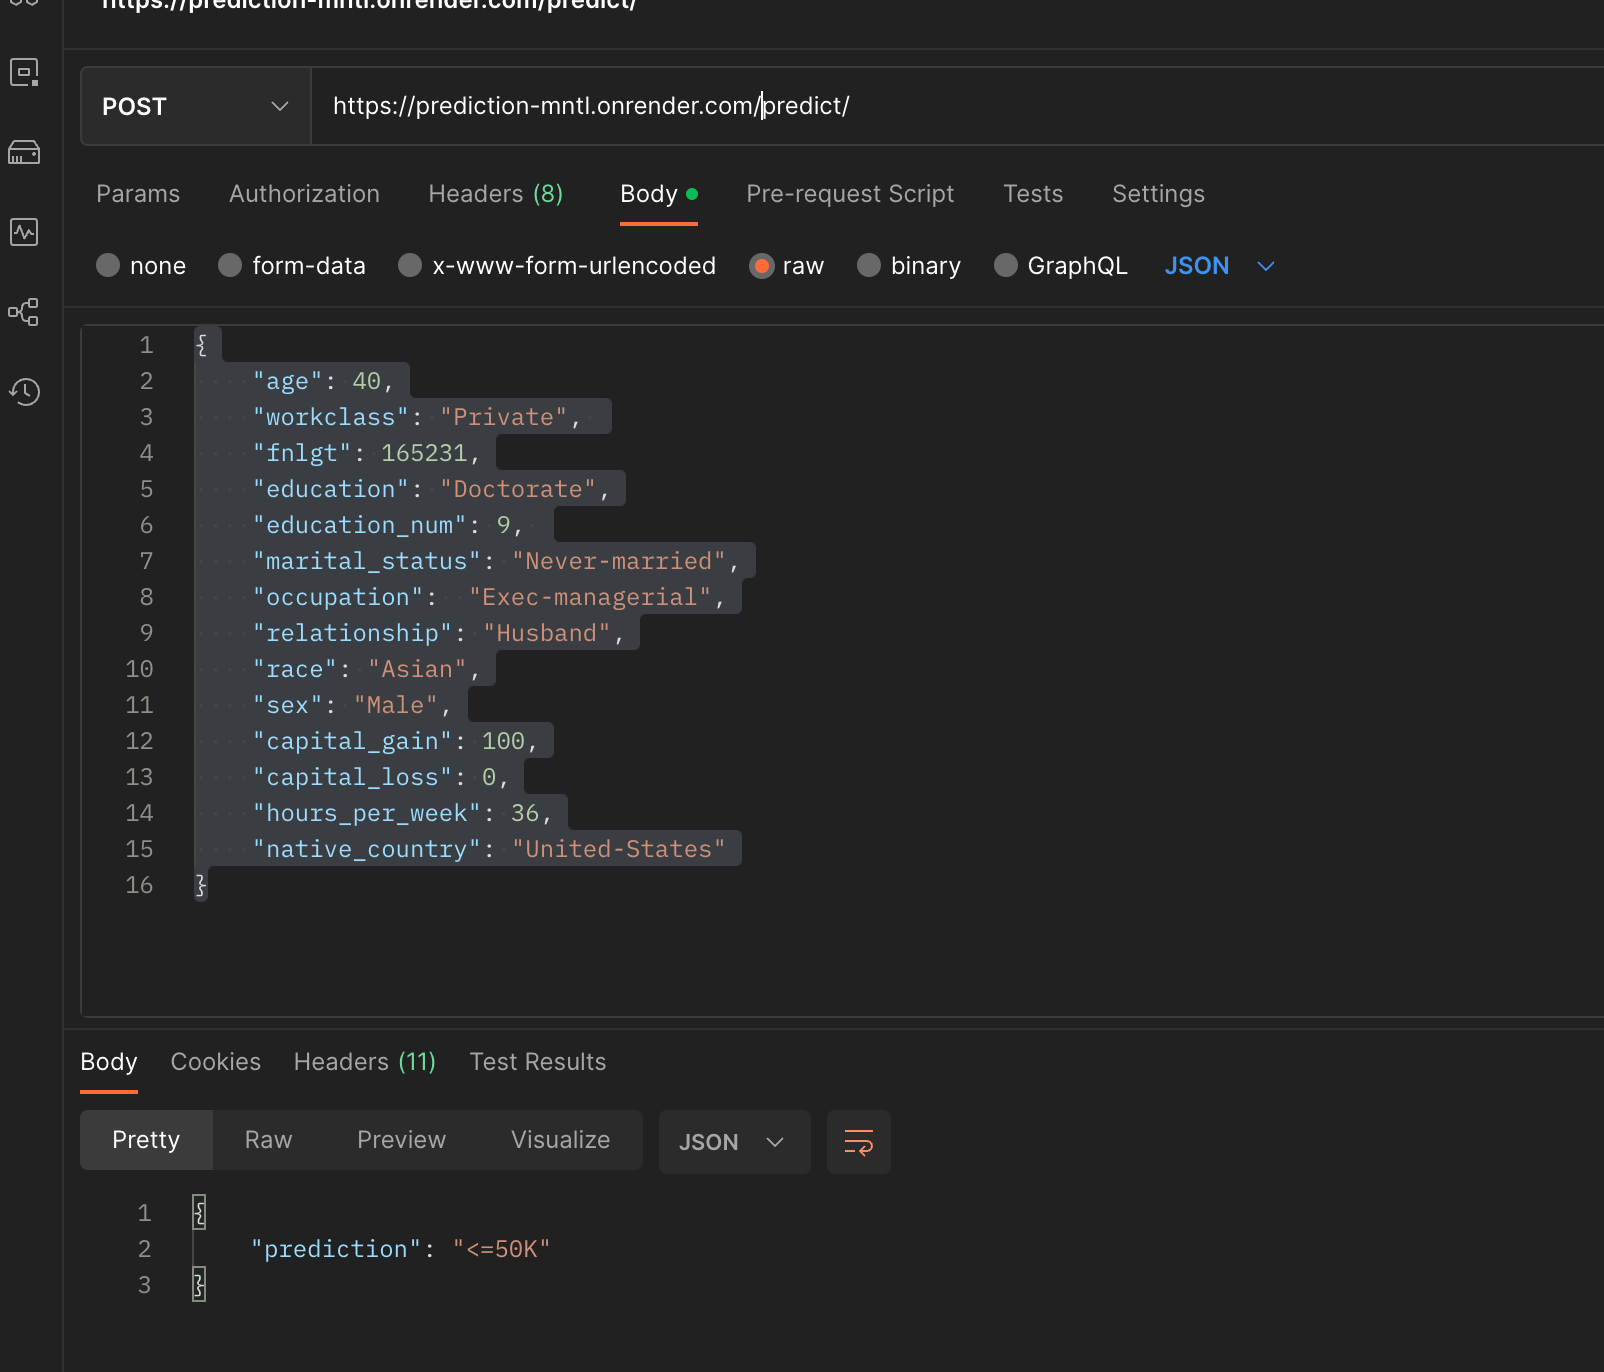 https://prediction-mntl.onrender.com/predict/
POST
https://prediction-mntl.onrender.com/predict/
Params Authorization Headers (8) Body Pre-request Script Tests Settings
none form-data x-www-form-urlencoded raw binary GraphQL JSON
1 {
2 "age": 40,
3 "workclass": "Private",
4 "fnlgt": 165231,
5 "education": "Doctorate",
6 "education_num": 9,
7 "marital_status": "Never-married",
8 "occupation": "Exec-managerial",
9 "relationship": "Husband",
10 "race": "Asian",
11 "sex": "Male",
12 "capital_gain": 100,
13 "capital_loss": 0,
14 "hours_per_week": 36,
15 "native_country": "United-States"
16 }
Body Cookies Headers (11) Test Results
Pretty Raw Preview Visualize JSON
1 {
2 "prediction": "<=50K"
3 }